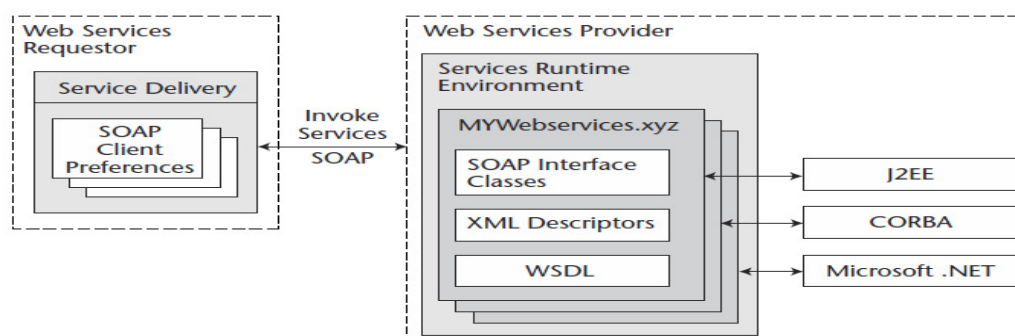 Web Services
Requestor
Service Delivery
SOAP
Client
Preferences
Invoke
Services
SOAP
Web Services Provider
Services Runtime
Environment
MYWebservices.xyz
SOAP Interface
Classes
XML Descriptors
WSDL
J2EE
CORBA
Microsoft .NET